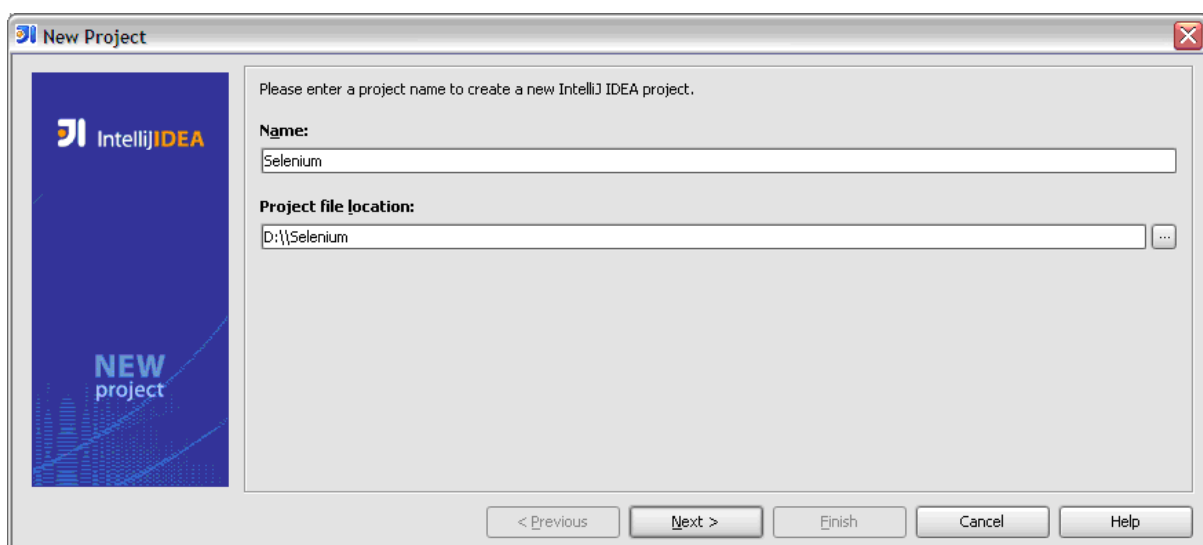 New Project
IntelliJIDEA
NEW
project
Please enter a project name to create a new IntelliJ IDEA project.
Name:
Selenium
Project file location:
D:\\Selenium
...
< Previous
Next >
Finish
Cancel
Help